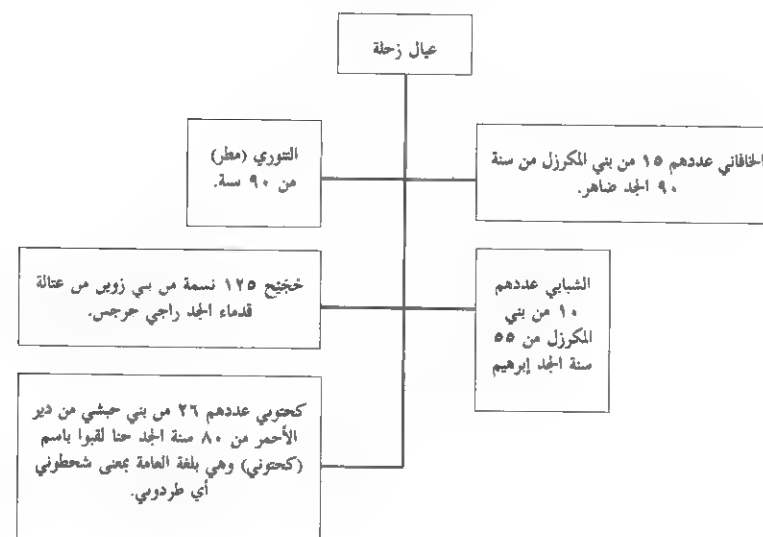 عيال زحلة
الخافاني عددهم ١٥ من بني المكرزل من سنة
٩٠ الجد ضاهر.
التنوري (مطر)
من ٩٠ سنة.
الشبابي عددهم
١٠ من بني
المكرزل من ٥٥
سنة الجد إبرهيم
حُجَيْج ١٢٥ نسمة من بني زوين من عتالة
قدماء الجد راجي جرجس.
كحتوني عددهم ٢٦ من بني حبشي من دير
الأحمر من ٨٠ سنة الجد حنا لقبوا باسم
(كحتوني) وهي بلغة العامة بمعنى شحطوني
أي طردوني.